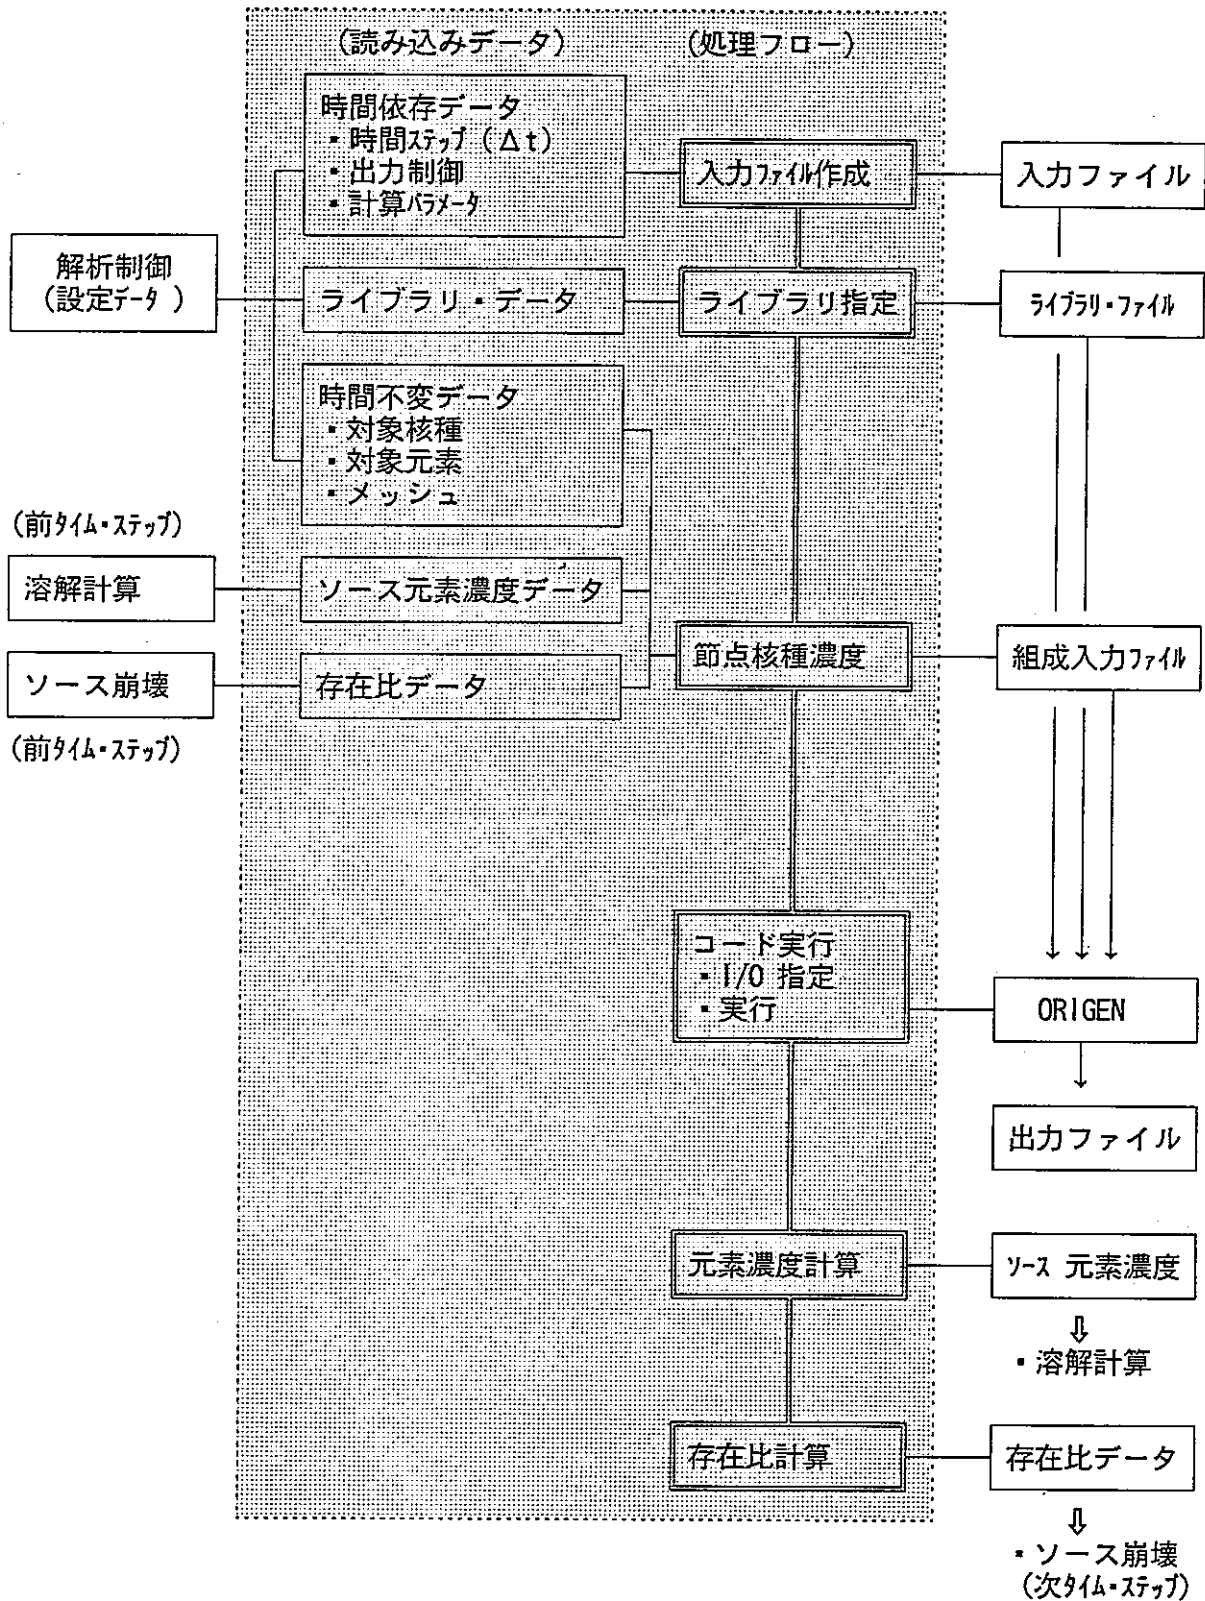 (読み込みデータ)
(処理フロー)
時間依存データ
・時間ステップ (Δt)
・出力制御
・計算パラメータ
入力ファイル作成
入力ファイル
解析制御
(設定データ)
ライブラリ・データ
ライブラリ指定
ライブラリ・ファイル
時間不変データ
・対象核種
・対象元素
・メッシュ
(前タイム・ステップ)
溶解計算
ソース元素濃度データ
節点核種濃度
組成入力ファイル
ソース崩壊
存在比データ
(前タイム・ステップ)
コード実行
・I/O 指定
・実行
ORIGEN
出力ファイル
元素濃度計算
ソース 元素濃度
⇩
・溶解計算
存在比計算
存在比データ
⇩
・ソース崩壊
(次タイム・ステップ)